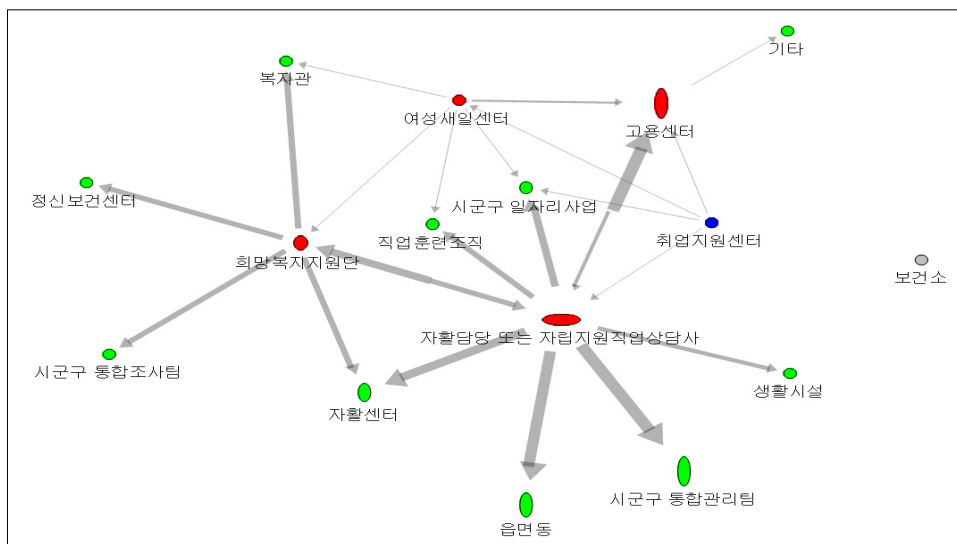 기타
복지관
여성새일센터
고용센터
정신보건센터
시군구 일자리사업
직업훈련조직
취업지원센터
희망복지지원단
보건소
자활담당 또는 자립지원직업상담사
시군구 통합조사팀
생활시설
자활센터
시군구 통합관리팀
읍면동